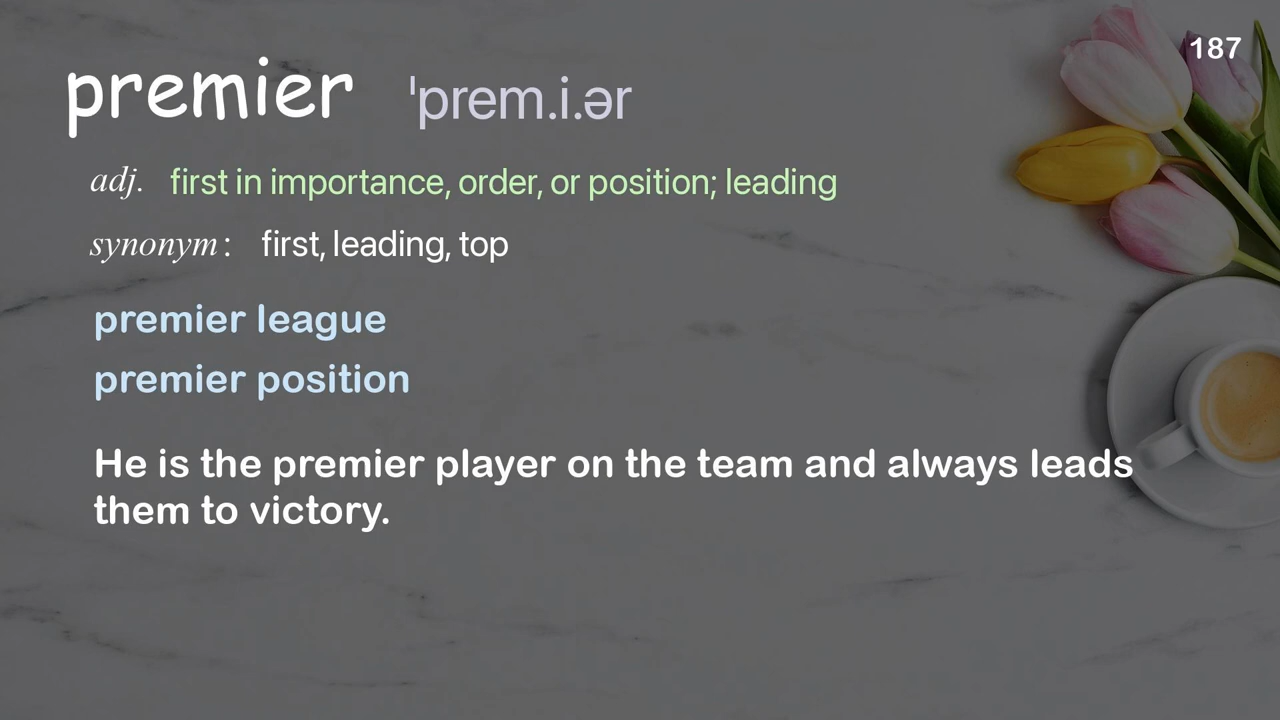 187
premier ˈprem.i.ər
adj. first in importance, order, or position; leading
synonym: first, leading, top
premier league
premier position
He is the premier player on the team and always leads
them to victory.